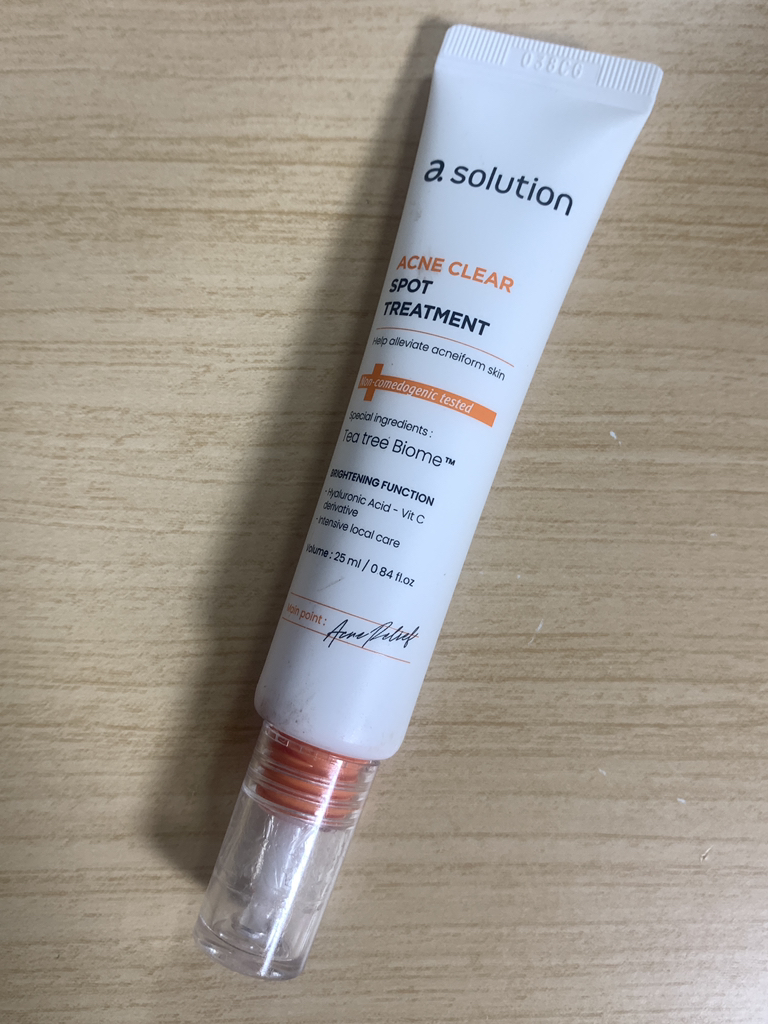 a. solution
ACNE CLEAR
SPOT
TREATMENT
Help alleviate acneiform skin
Non-comedogenic tested
Special ingredients :
Tea tree Biome™
BRIGHTENING FUNCTION
- Hyaluronic Acid - Vit C
derivative
- Intensive local care
Volume : 25 ml / 0.84 fl.oz
Main point : Acne Relief